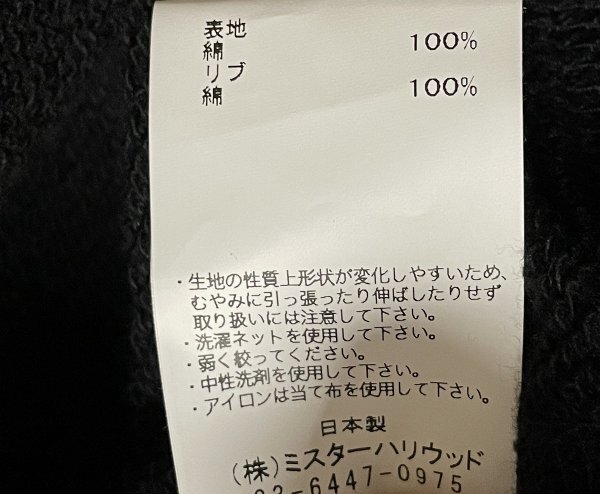 表地
綿 100%
リブ
綿 100%
・生地の性質上形状が変化しやすいため、
むやみに引っ張ったり伸ばしたりせず
取り扱いには注意して下さい。
・洗濯ネットを使用して下さい。
・弱く絞ってください。
・中性洗剤を使用して下さい。
・アイロンは当て布を使用して下さい。
日本製
(株)ミスターハリウッド
03-6447-0975